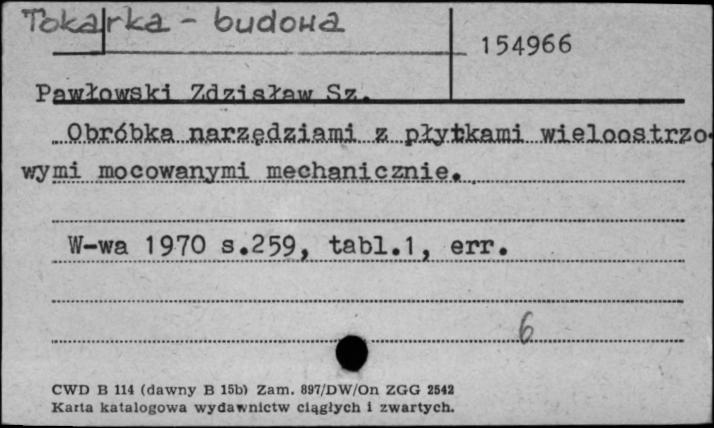 Tokarka - budowa
154966
Pawłowski Zdzisław Sz.
Obróbka narzędziami z płytkami wieloostrzo-
wymi mocowanymi mechanicznie.
W-wa 1970 s.259, tabl.1, err.
6
CWD B 114 (dawny B 15b) Zam. 897/DW/On ZGG 2542
Karta katalogowa wydawnictw ciągłych i zwartych.